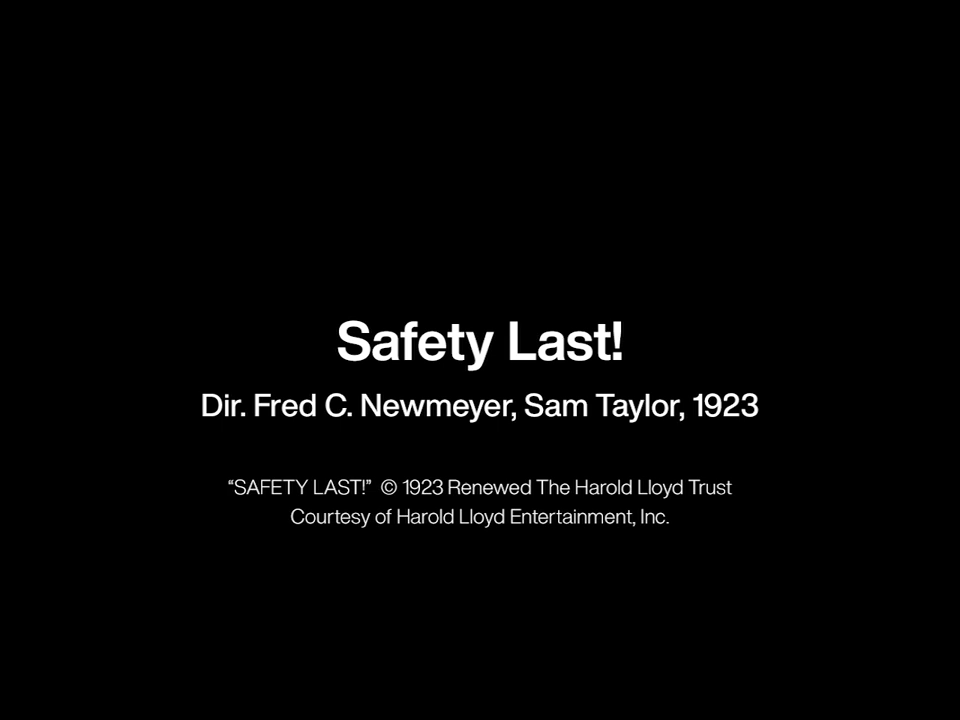 Safety Last!
Dir. Fred C. Newmeyer, Sam Taylor, 1923
“SAFETY LAST!” © 1923 Renewed The Harold Lloyd Trust
Courtesy of Harold Lloyd Entertainment, Inc.